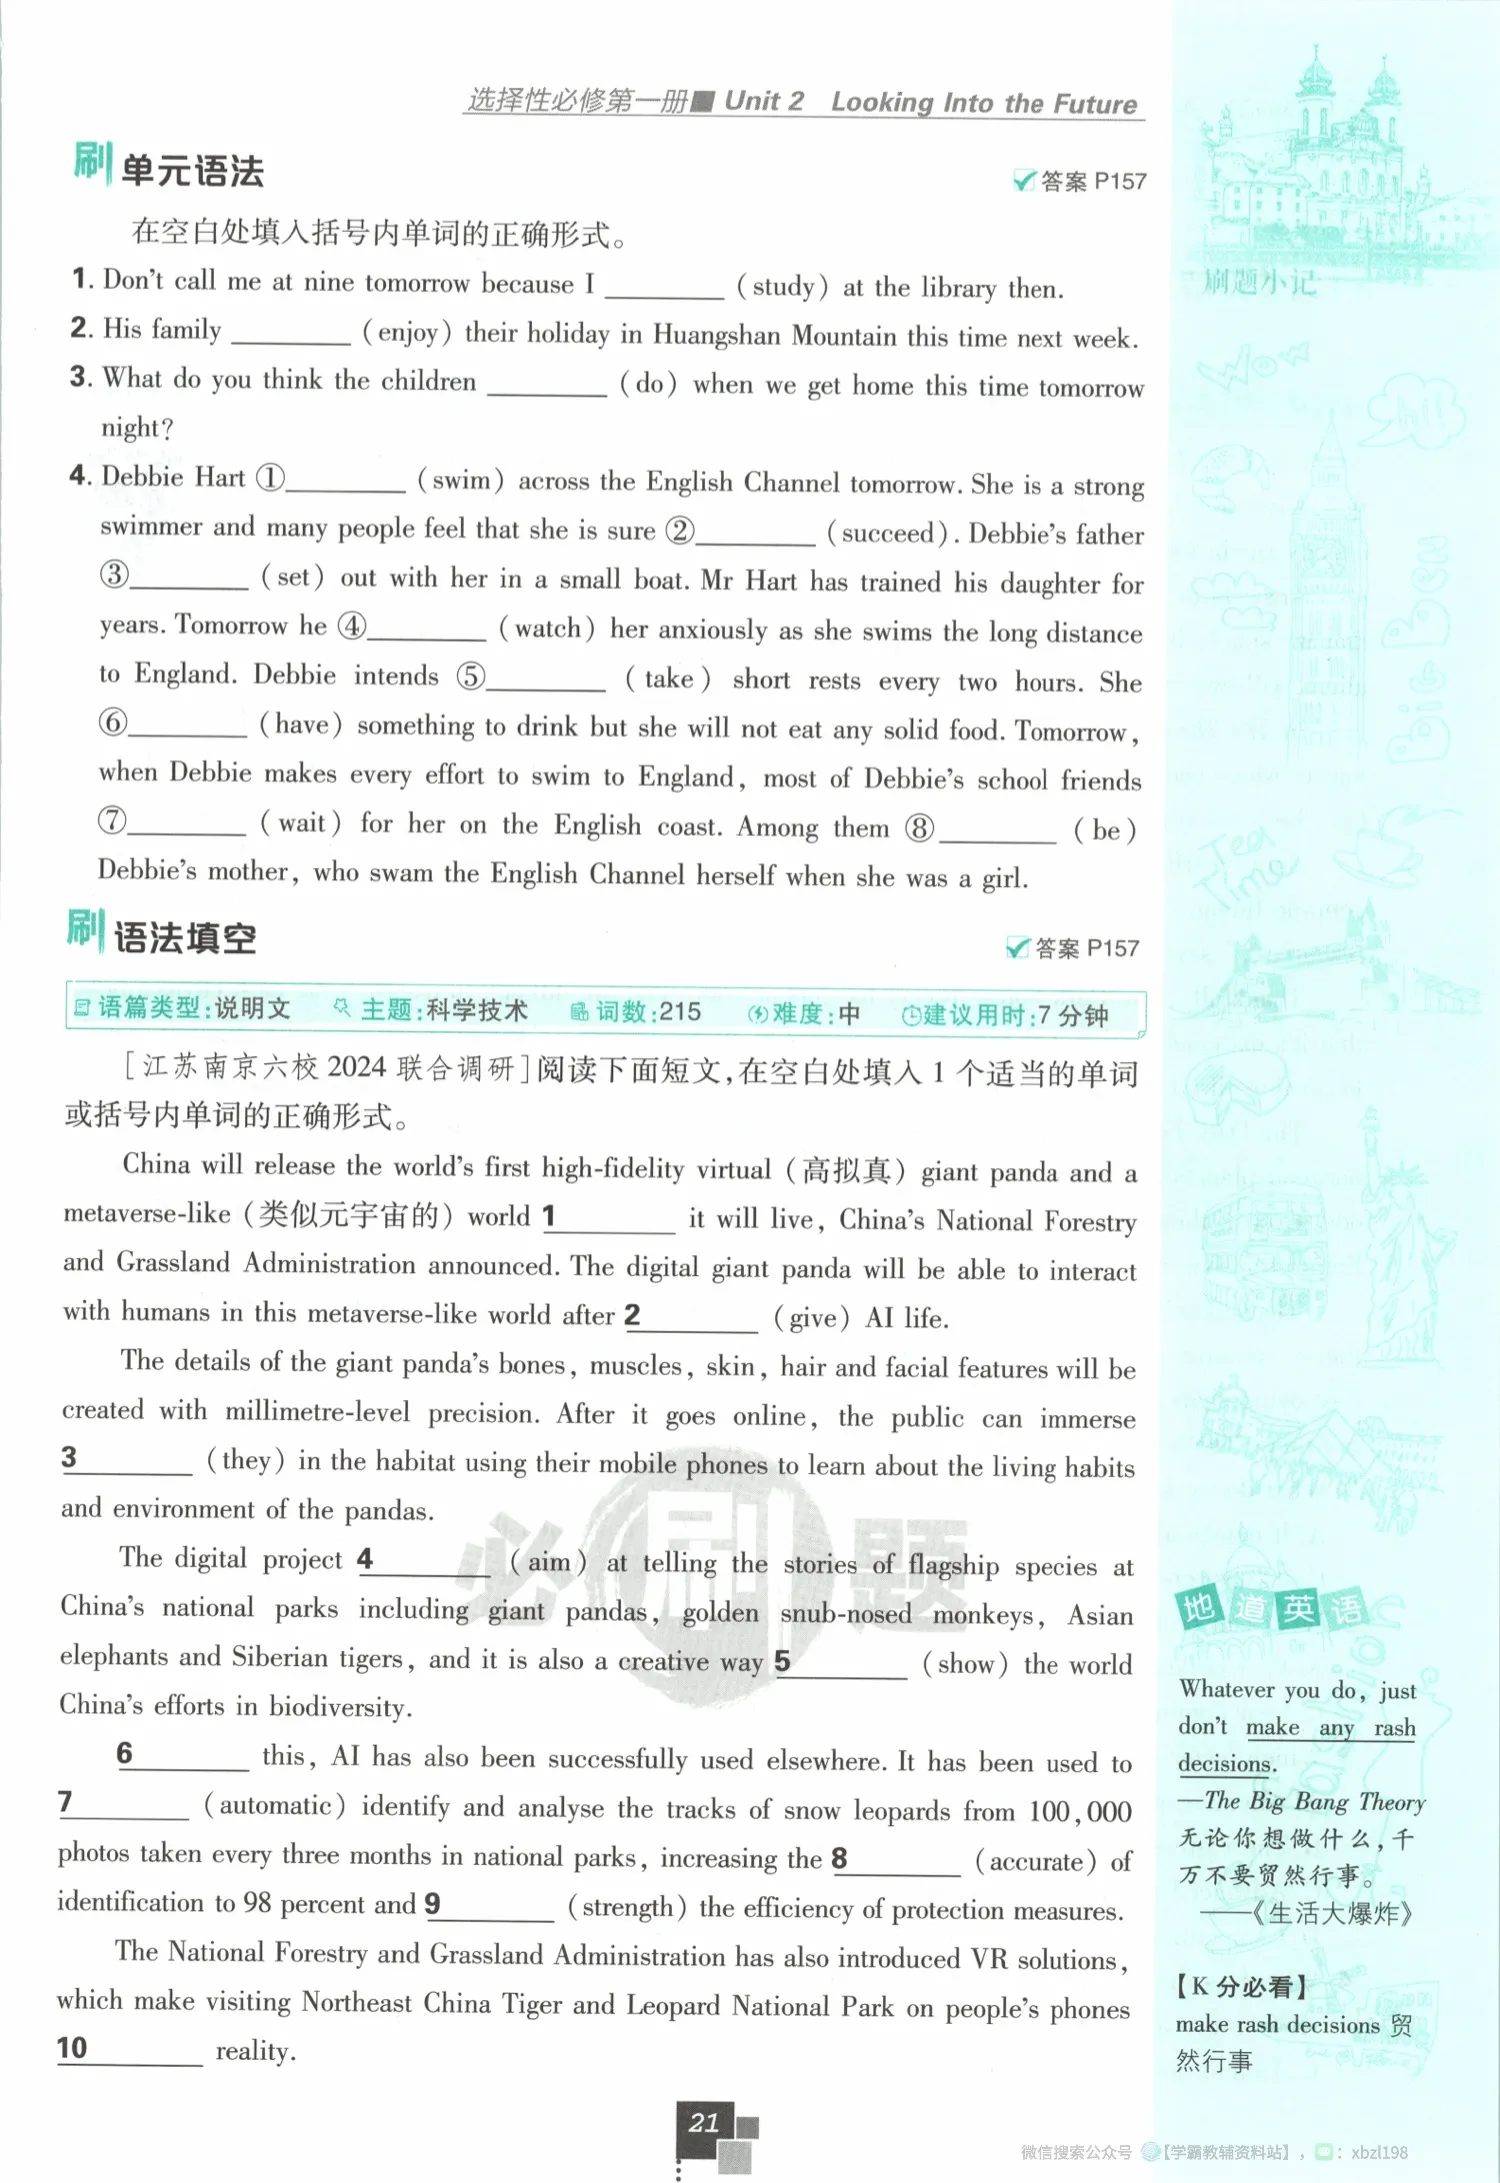 选择性必修第一册■ Unit 2 Looking Into the Future
刷 单元语法
答案 P157
在空白处填入括号内单词的正确形式。
1. Don't call me at nine tomorrow because I ________ (study) at the library then.
2. His family ________ (enjoy) their holiday in Huangshan Mountain this time next week.
3. What do you think the children ________ (do) when we get home this time tomorrow
night?
4. Debbie Hart ①________ (swim) across the English Channel tomorrow. She is a strong
swimmer and many people feel that she is sure ②________ (succeed). Debbie's father
③________ (set) out with her in a small boat. Mr Hart has trained his daughter for
years. Tomorrow he ④________ (watch) her anxiously as she swims the long distance
to England. Debbie intends ⑤________ (take) short rests every two hours. She
⑥________ (have) something to drink but she will not eat any solid food. Tomorrow,
when Debbie makes every effort to swim to England, most of Debbie's school friends
⑦________ (wait) for her on the English coast. Among them ⑧________ (be)
Debbie's mother, who swam the English Channel herself when she was a girl.
刷 语法填空
答案 P157
语篇类型:说明文 主题:科学技术 词数:215 难度:中 建议用时:7 分钟
[江苏南京六校 2024 联合调研]阅读下面短文,在空白处填入 1 个适当的单词
或括号内单词的正确形式。
China will release the world's first high-fidelity virtual (高拟真) giant panda and a
metaverse-like (类似元宇宙的) world 1________ it will live, China's National Forestry
and Grassland Administration announced. The digital giant panda will be able to interact
with humans in this metaverse-like world after 2________ (give) AI life.
The details of the giant panda's bones, muscles, skin, hair and facial features will be
created with millimetre-level precision. After it goes online, the public can immerse
3________ (they) in the habitat using their mobile phones to learn about the living habits
and environment of the pandas.
The digital project 4________ (aim) at telling the stories of flagship species at
China's national parks including giant pandas, golden snub-nosed monkeys, Asian
elephants and Siberian tigers, and it is also a creative way 5________ (show) the world
China's efforts in biodiversity.
6________ this, AI has also been successfully used elsewhere. It has been used to
7________ (automatic) identify and analyse the tracks of snow leopards from 100,000
photos taken every three months in national parks, increasing the 8________ (accurate) of
identification to 98 percent and 9________ (strength) the efficiency of protection measures.
The National Forestry and Grassland Administration has also introduced VR solutions,
which make visiting Northeast China Tiger and Leopard National Park on people's phones
10________ reality.
必刷题
21
刷题小记
Wow
Big Ben
Tea
Time
地道英语
Whatever you do, just
don't make any rash
decisions.
—The Big Bang Theory
无论你想做什么,千
万不要贸然行事。
——《生活大爆炸》
【K 分必看】
make rash decisions 贸
然行事
微信搜索公众号 【学霸教辅资料站】, : xbzl198